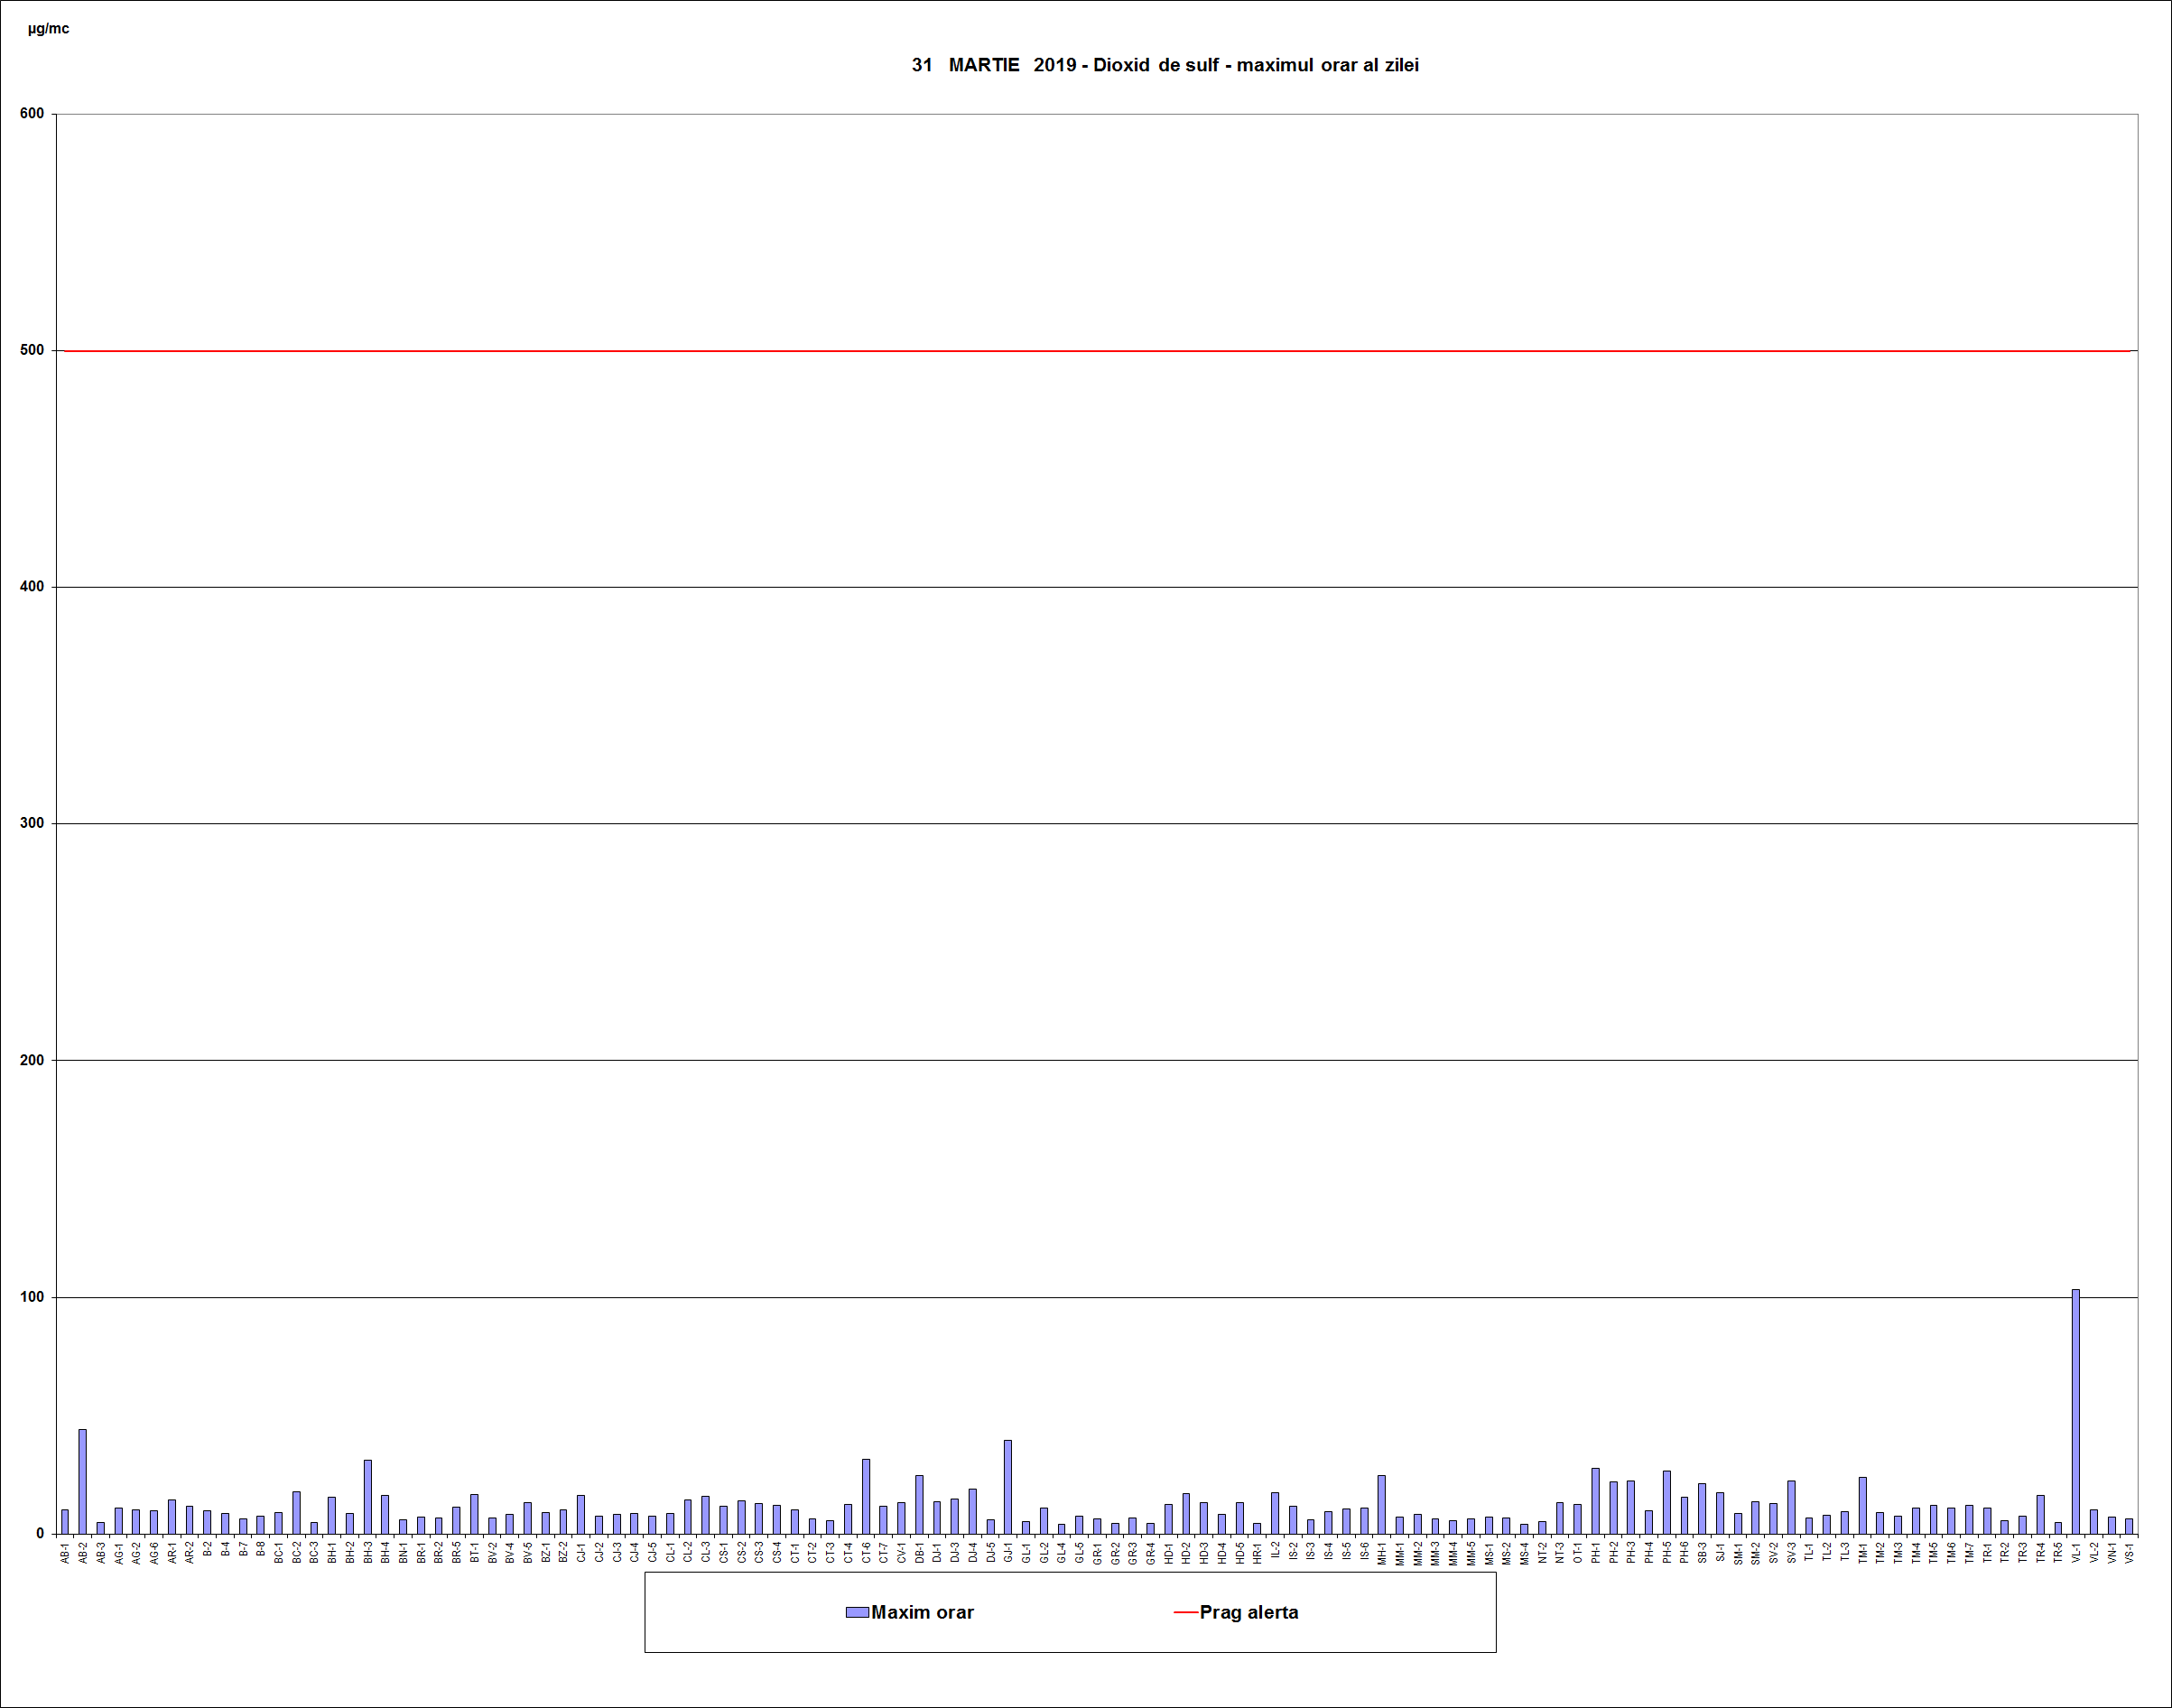 µg/mc
31 MARTIE 2019 - Dioxid de sulf - maximul orar al zilei
600
500
400
300
200
100
0
AB-1 AB-2 AB-3 AG-1 AG-2 AG-6 AR-1 AR-2 B-2 B-4 B-7 B-8 BC-1 BC-2 BC-3 BH-1 BH-2 BH-3 BH-4 BN-1 BR-1 BR-2 BR-5 BT-1 BV-2 BV-4 BV-5 BZ-1 BZ-2 CJ-1 CJ-2 CJ-3 CJ-4 CJ-5 CL-1 CL-2 CL-3 CS-1 CS-2 CS-3 CS-4 CT-1 CT-2 CT-3 CT-4 CT-6 CT-7 CV-1 DB-1 DJ-1 DJ-3 DJ-4 DJ-5 GJ-1 GL-1 GL-2 GL-4 GL-5 GR-1 GR-2 GR-3 GR-4 HD-1 HD-2 HD-3 HD-4 HD-5 HR-1 IL-2 IS-2 IS-3 IS-4 IS-5 IS-6 MH-1 MM-1 MM-2 MM-3 MM-4 MM-5 MS-1 MS-2 MS-4 NT-2 NT-3 OT-1 PH-1 PH-2 PH-3 PH-4 PH-5 PH-6 SB-3 SJ-1 SM-1 SM-2 SV-2 SV-3 TL-1 TL-2 TL-3 TM-1 TM-2 TM-3 TM-4 TM-5 TM-6 TM-7 TR-1 TR-2 TR-3 TR-4 TR-5 VL-1 VL-2 VN-1 VS-1
Maxim orar Prag alerta